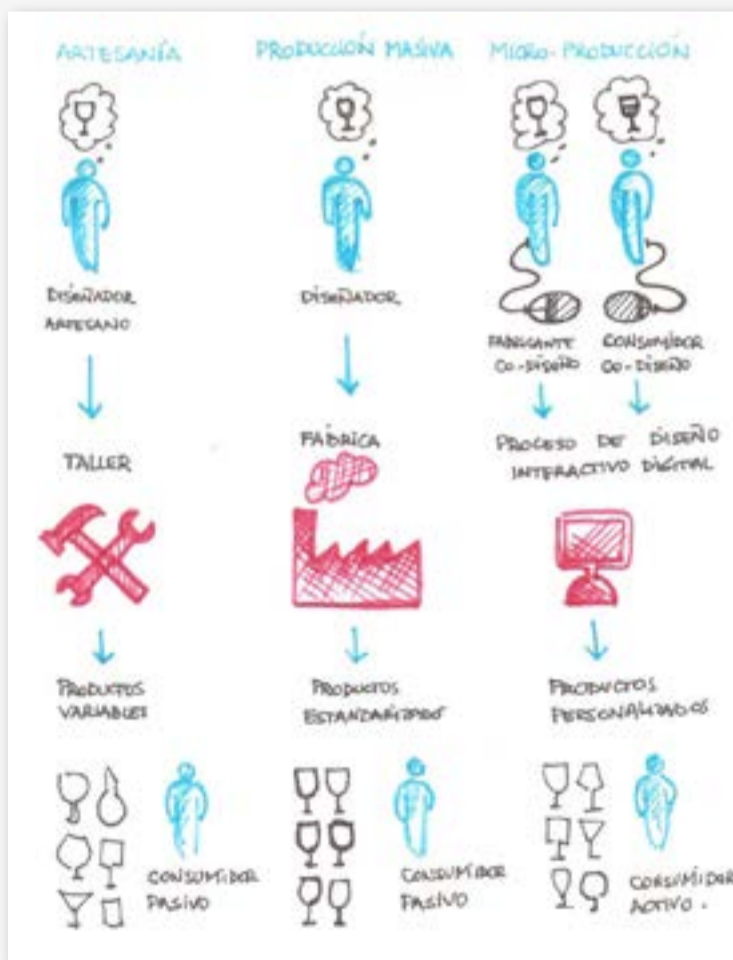 ARTESANÍA
DISEÑADOR
ARTESANO
TALLER
PRODUCTOS
VARIABLES
CONSUMIDOR
PASIVO
PRODUCCIÓN MASIVA
DISEÑADOR
FÁBRICA
PRODUCTOS
ESTANDARIZADOS
CONSUMIDOR
PASIVO
MICRO-PRODUCCIÓN
FABRICANTE
CO-DISEÑO
CONSUMIDOR
CO-DISEÑO
PROCESO DE DISEÑO
INTERACTIVO DIGITAL
PRODUCTOS
PERSONALIZADOS
CONSUMIDOR
ACTIVO.